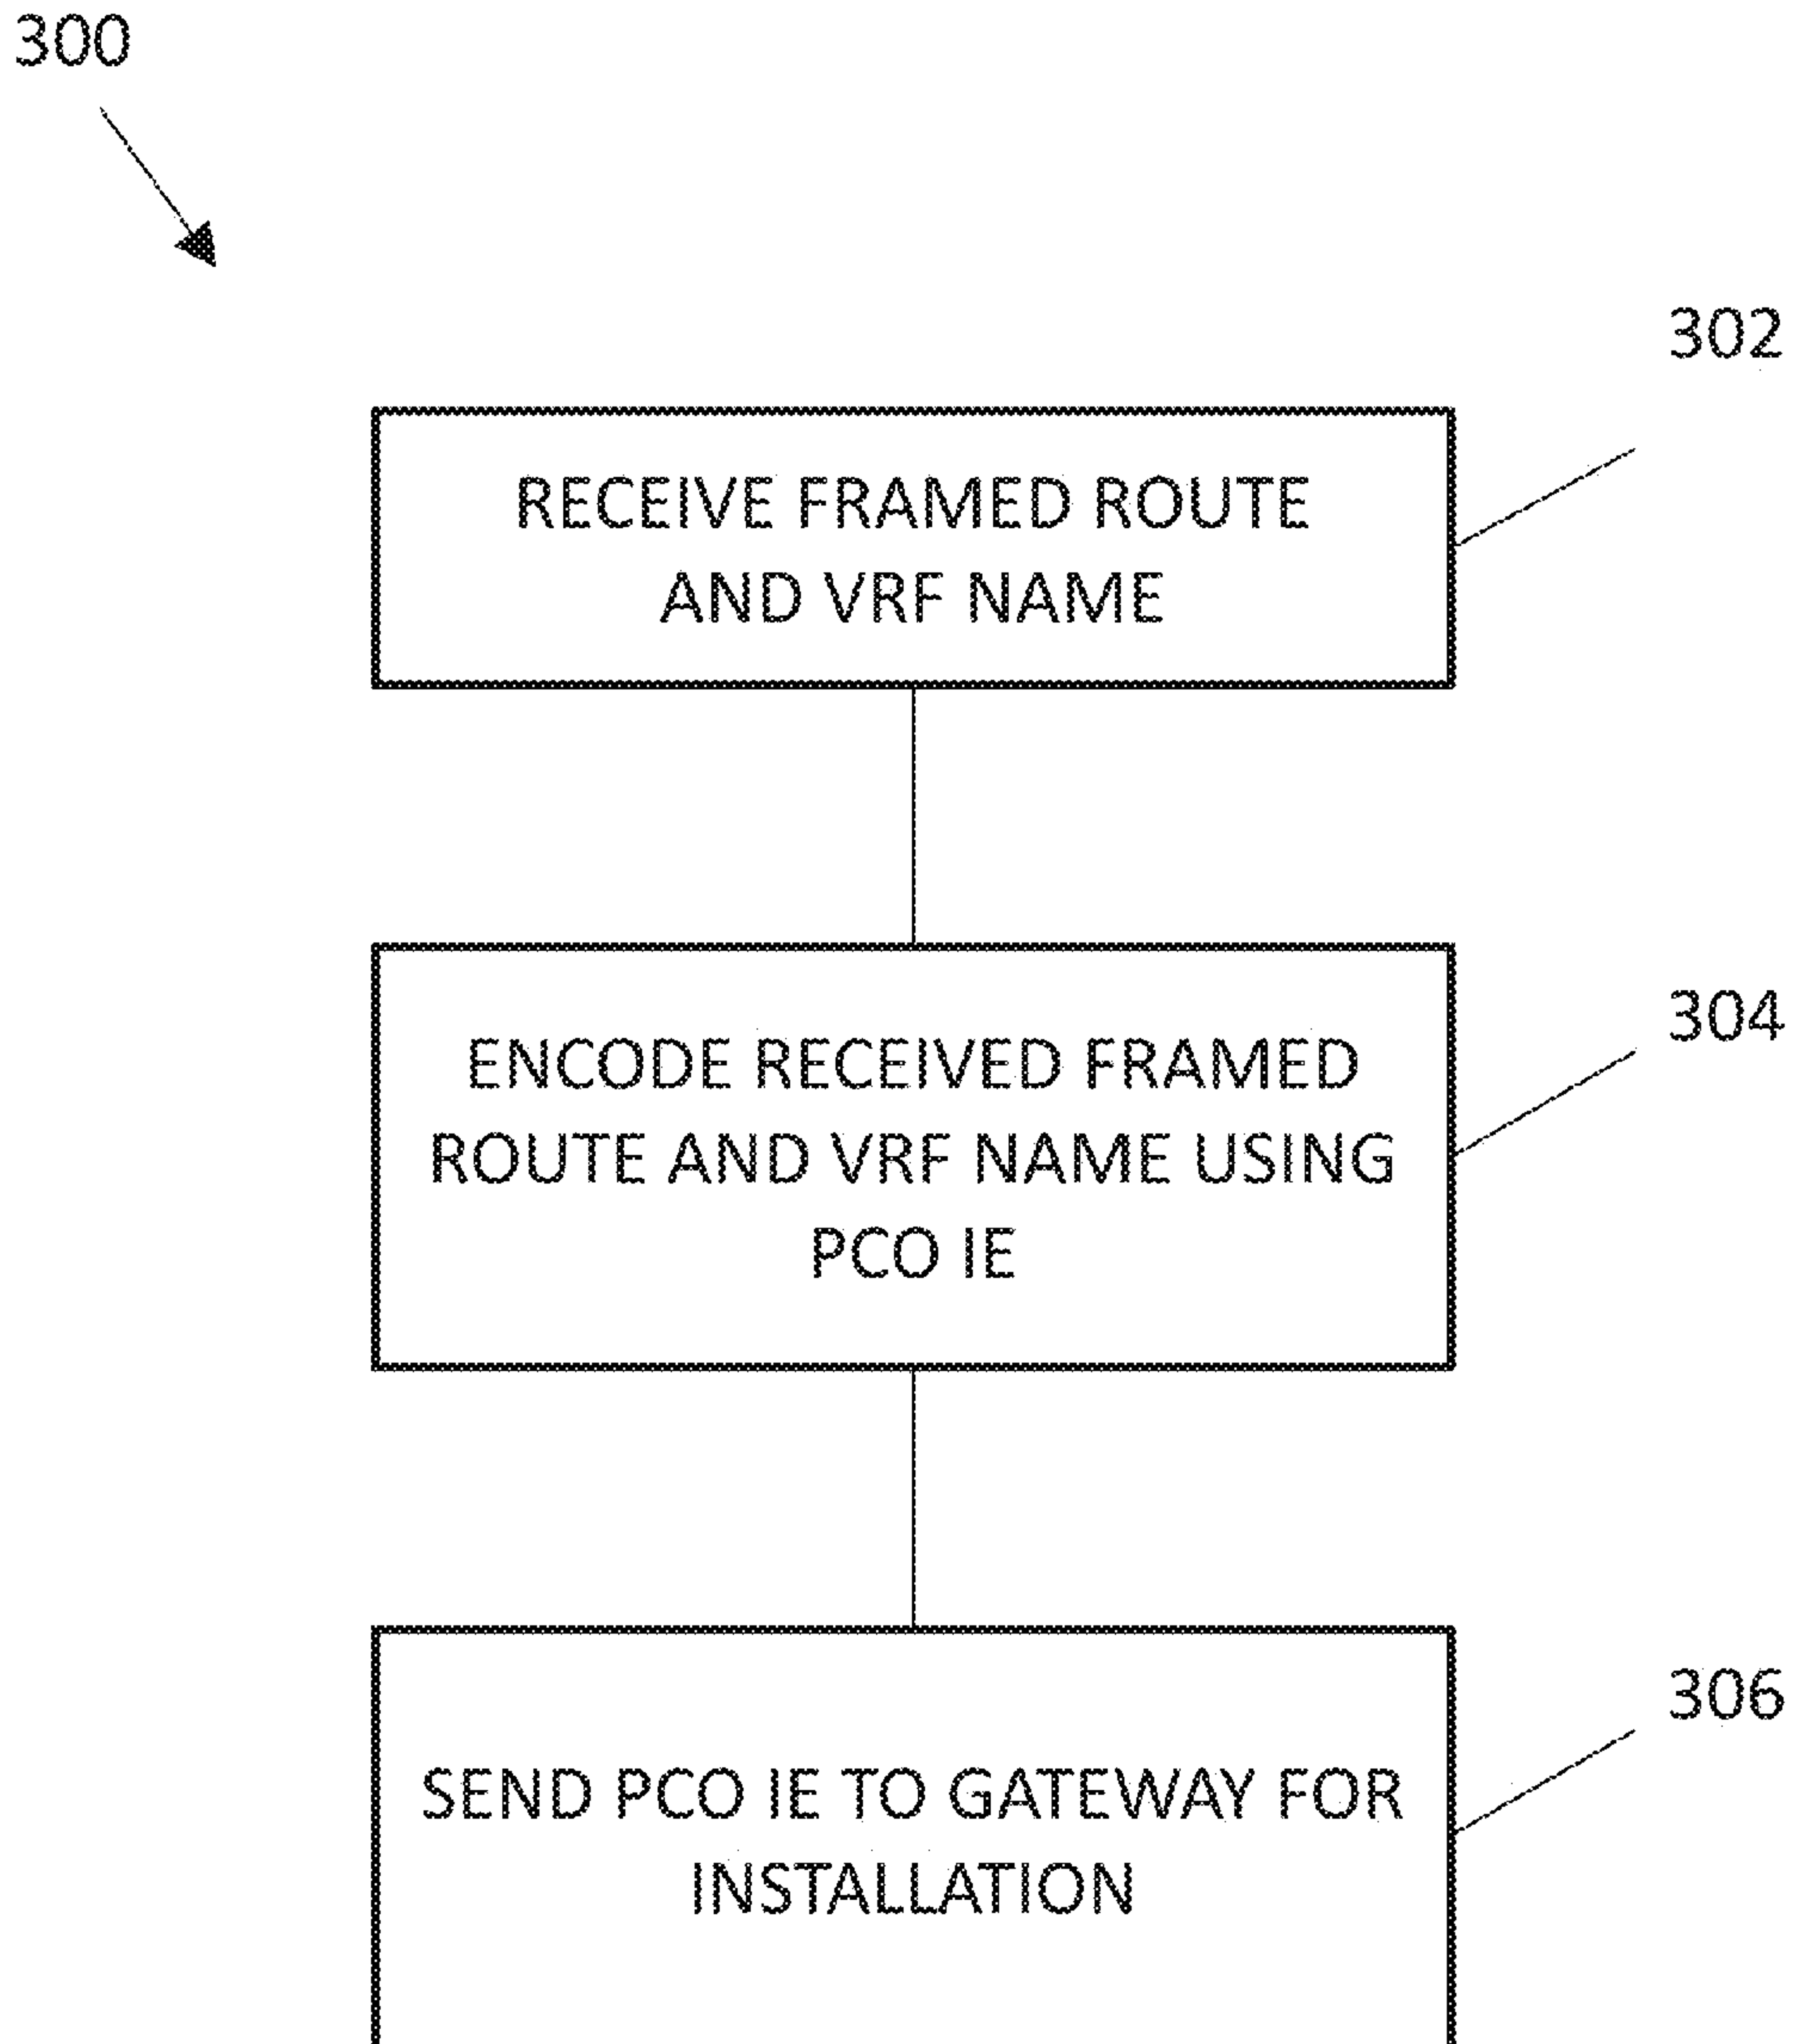 300
302
RECEIVE FRAMED ROUTE
AND VRF NAME
304
ENCODE RECEIVED FRAMED
ROUTE AND VRF NAME USING
PCO IE
306
SEND PCO IE TO GATEWAY FOR
INSTALLATION